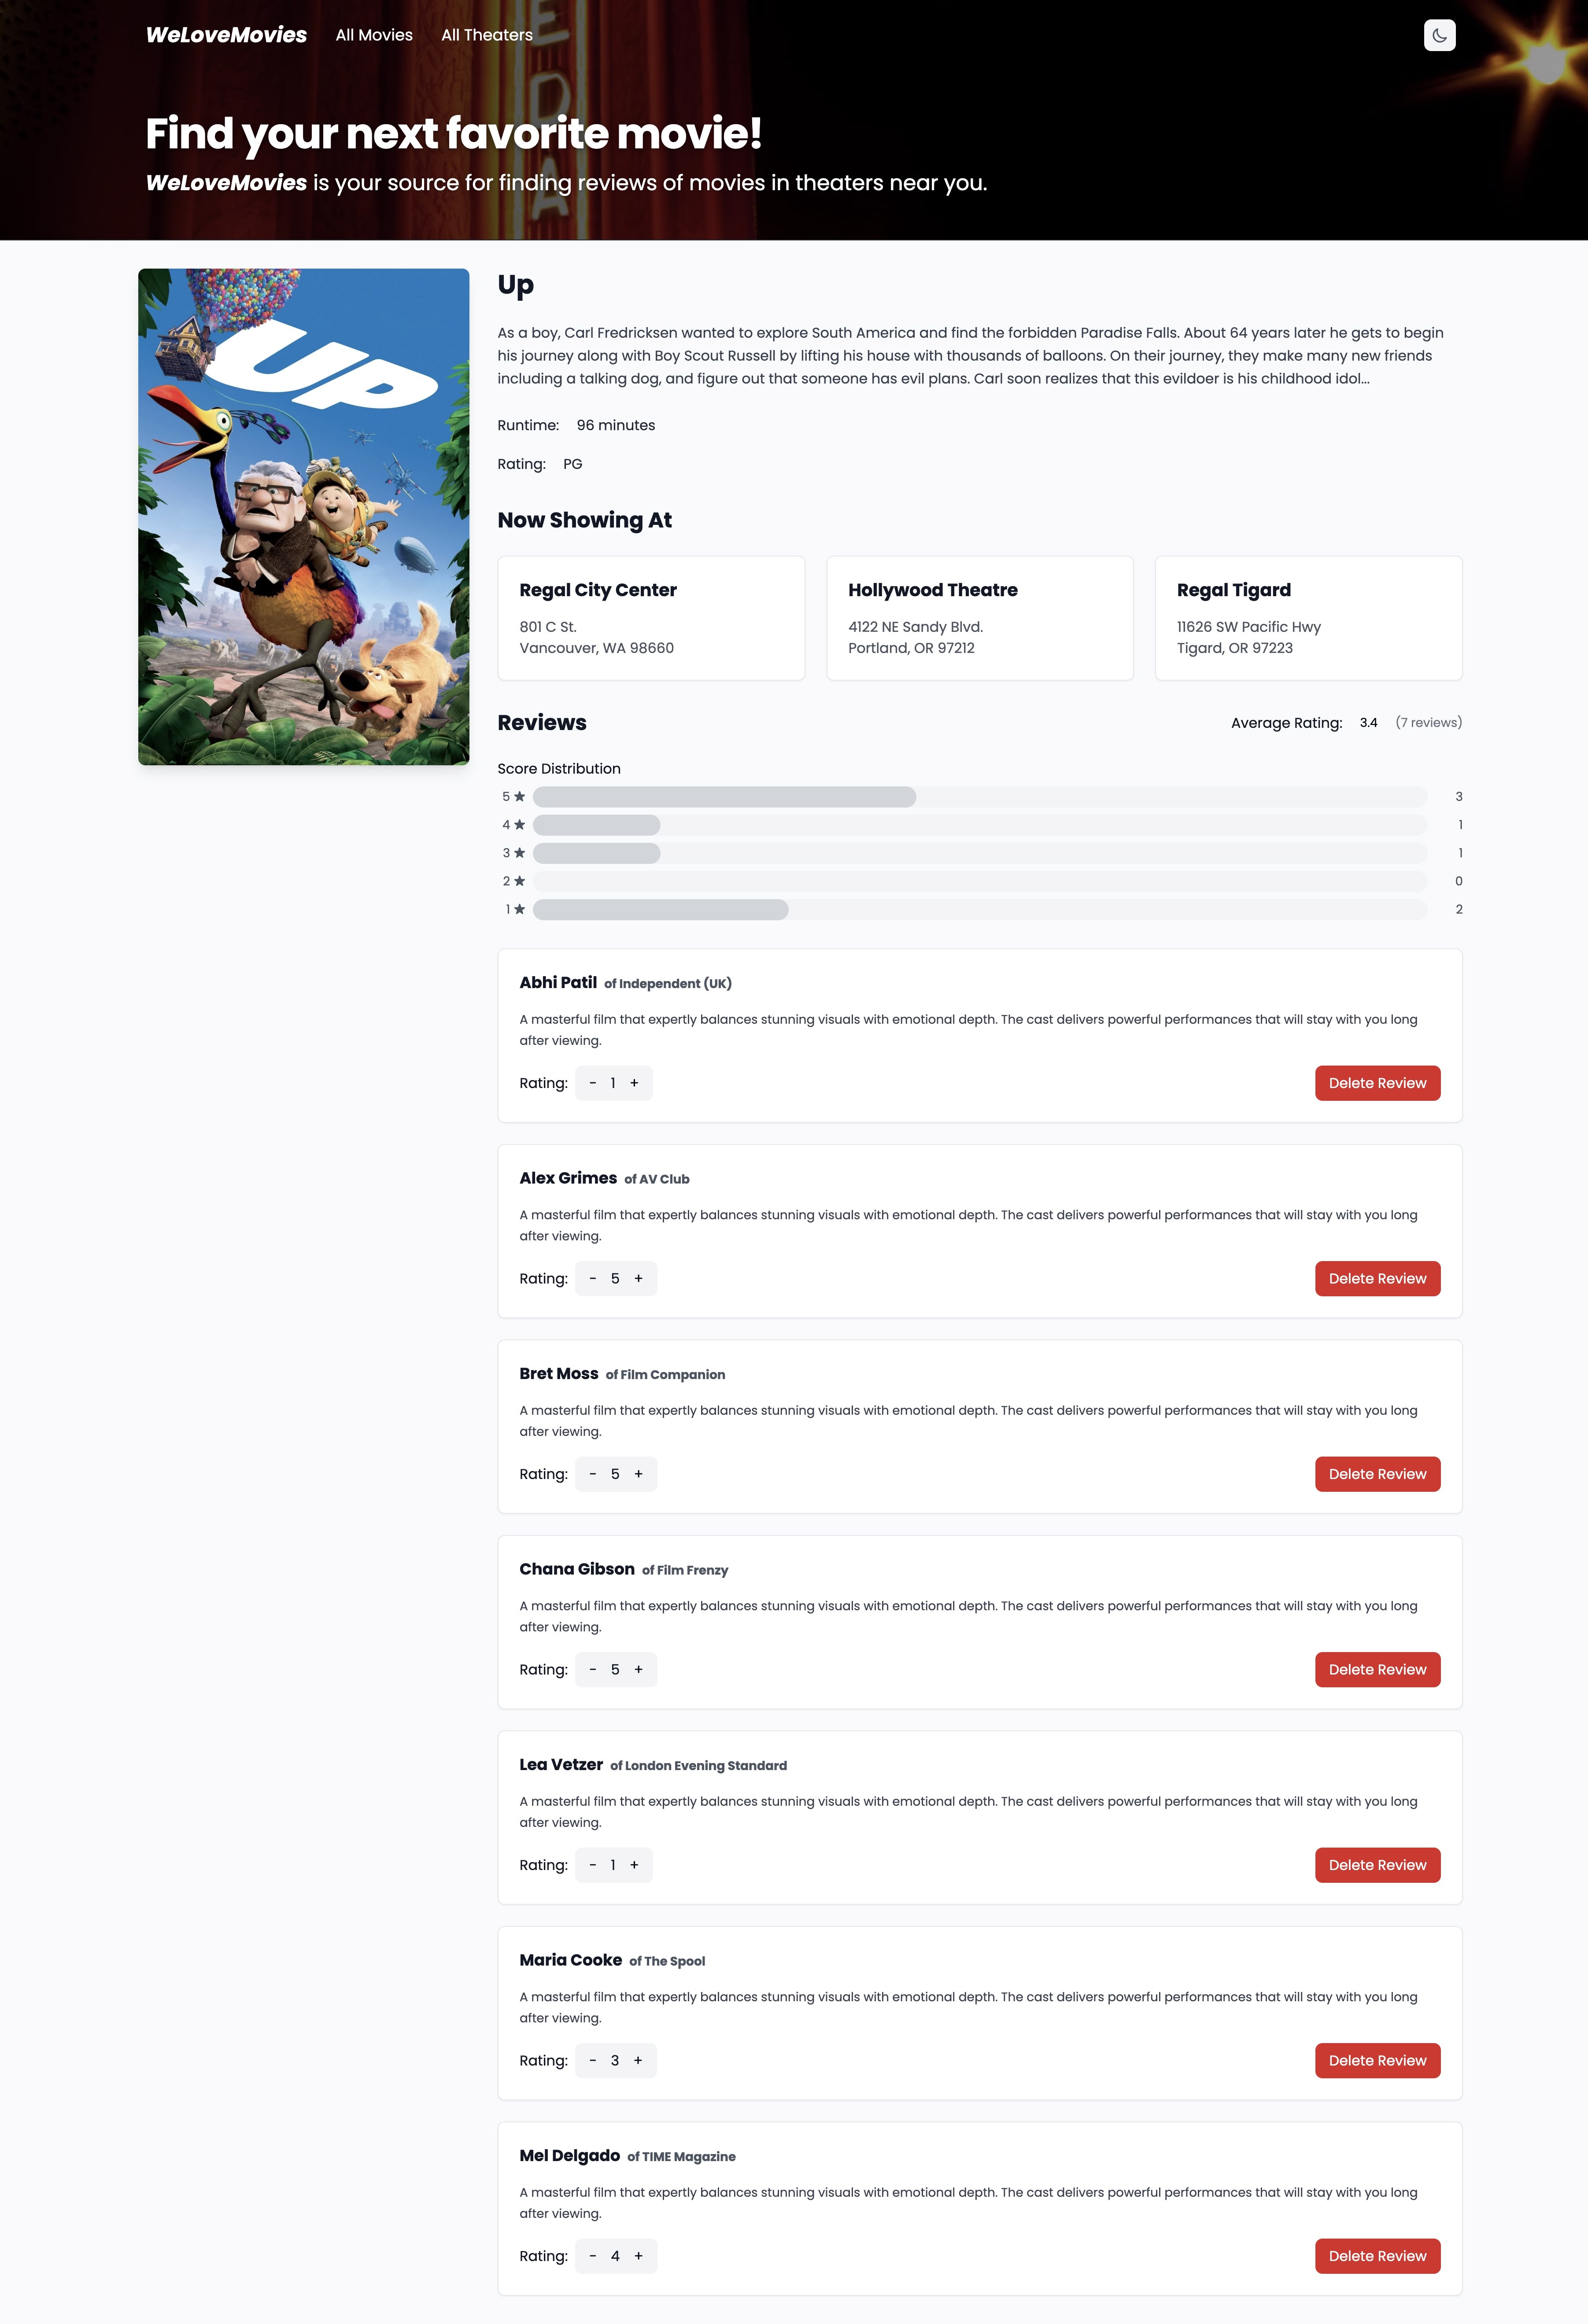 WeLoveMovies All Movies All Theaters
Find your next favorite movie!
WeLoveMovies is your source for finding reviews of movies in theaters near you.
UP
Up
As a boy, Carl Fredricksen wanted to explore South America and find the forbidden Paradise Falls. About 64 years later he gets to begin
his journey along with Boy Scout Russell by lifting his house with thousands of balloons. On their journey, they make many new friends
including a talking dog, and figure out that someone has evil plans. Carl soon realizes that this evildoer is his childhood idol...
Runtime: 96 minutes
Rating: PG
Now Showing At
Regal City Center
801 C St.
Vancouver, WA 98660
Hollywood Theatre
4122 NE Sandy Blvd.
Portland, OR 97212
Regal Tigard
11626 SW Pacific Hwy
Tigard, OR 97223
Reviews Average Rating: 3.4 (7 reviews)
Score Distribution
5 ★ 3
4 ★ 1
3 ★ 1
2 ★ 0
1 ★ 2
Abhi Patil of Independent (UK)
A masterful film that expertly balances stunning visuals with emotional depth. The cast delivers powerful performances that will stay with you long
after viewing.
Rating: - 1 + Delete Review
Alex Grimes of AV Club
A masterful film that expertly balances stunning visuals with emotional depth. The cast delivers powerful performances that will stay with you long
after viewing.
Rating: - 5 + Delete Review
Bret Moss of Film Companion
A masterful film that expertly balances stunning visuals with emotional depth. The cast delivers powerful performances that will stay with you long
after viewing.
Rating: - 5 + Delete Review
Chana Gibson of Film Frenzy
A masterful film that expertly balances stunning visuals with emotional depth. The cast delivers powerful performances that will stay with you long
after viewing.
Rating: - 5 + Delete Review
Lea Vetzer of London Evening Standard
A masterful film that expertly balances stunning visuals with emotional depth. The cast delivers powerful performances that will stay with you long
after viewing.
Rating: - 1 + Delete Review
Maria Cooke of The Spool
A masterful film that expertly balances stunning visuals with emotional depth. The cast delivers powerful performances that will stay with you long
after viewing.
Rating: - 3 + Delete Review
Mel Delgado of TIME Magazine
A masterful film that expertly balances stunning visuals with emotional depth. The cast delivers powerful performances that will stay with you long
after viewing.
Rating: - 4 + Delete Review